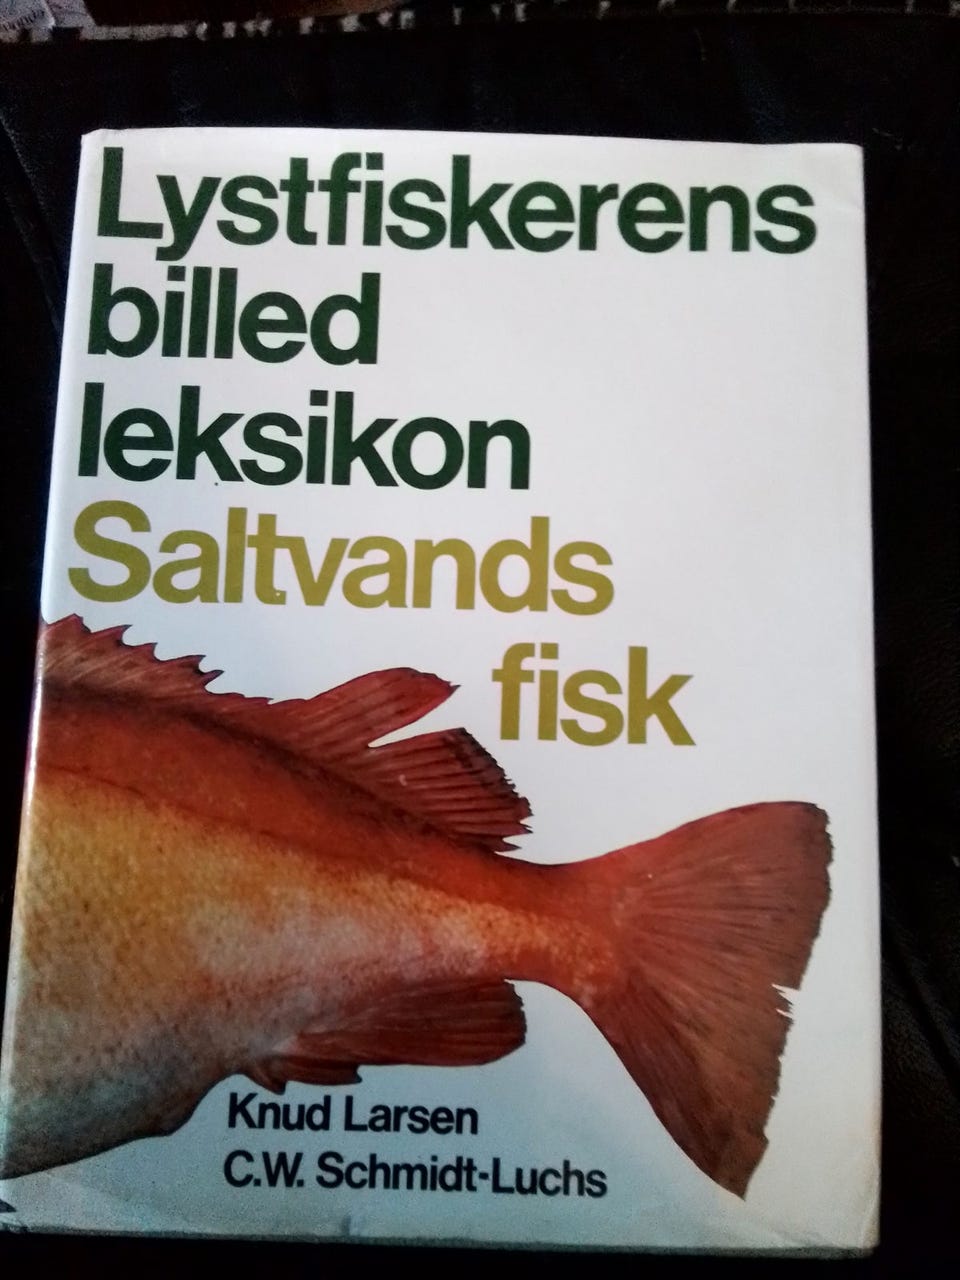 Lystfiskerens
billed
leksikon
Saltvands
fisk
Knud Larsen
C.W. Schmidt-Luchs